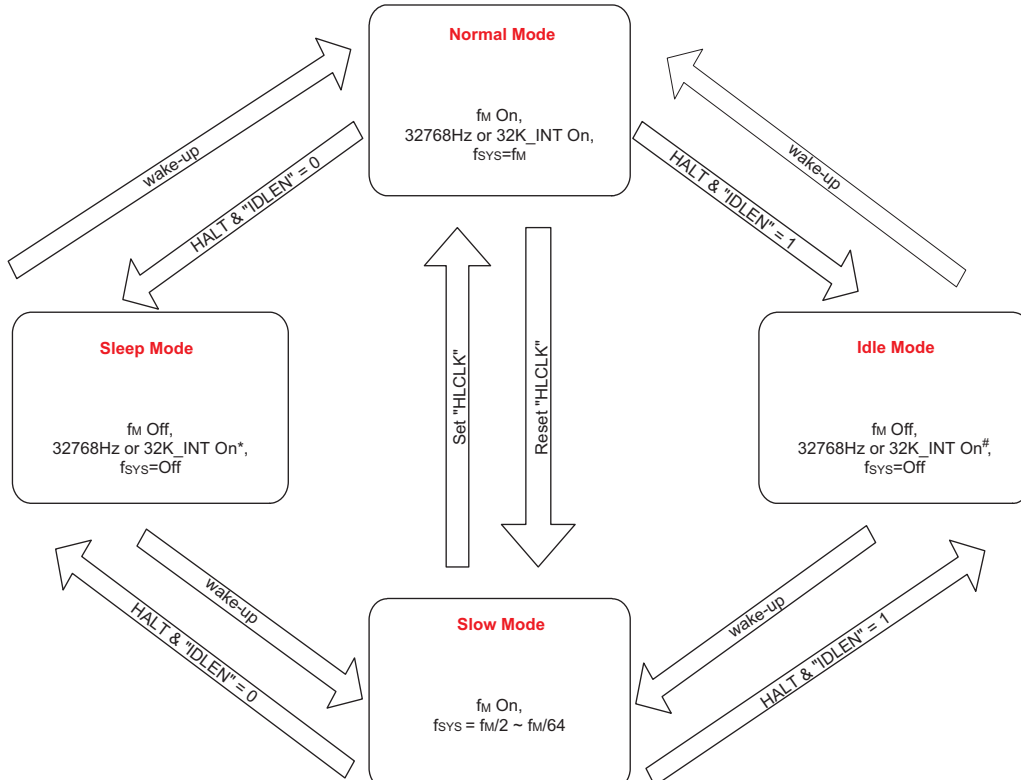 Normal Mode
fM On,
32768Hz or 32K_INT On,
fSYS=fM
wake-up
HALT & "IDLEN" = 0
HALT & "IDLEN" = 1
wake-up
Sleep Mode
fM Off,
32768Hz or 32K_INT On*,
fSYS=Off
Set "HLCLK"
Reset "HLCLK"
Idle Mode
fM Off,
32768Hz or 32K_INT On#,
fSYS=Off
wake-up
HALT & "IDLEN" = 0
wake-up
HALT & "IDLEN" = 1
Slow Mode
fM On,
fSYS = fM/2 ~ fM/64